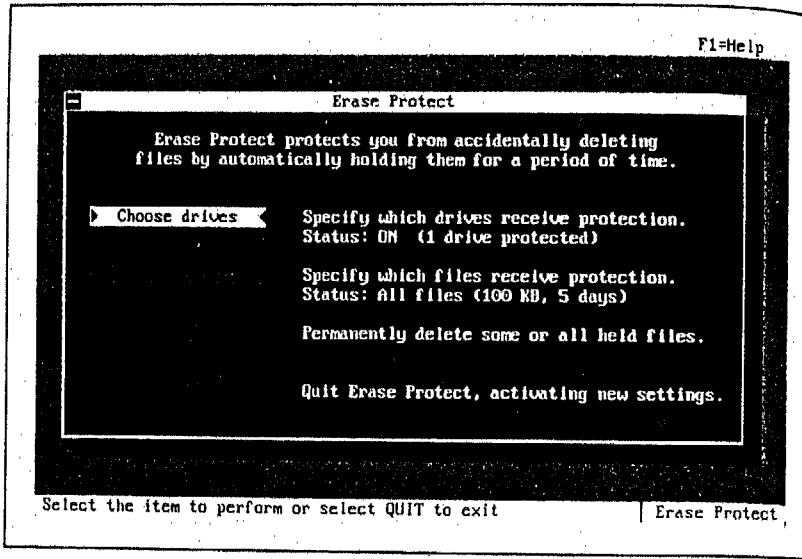 F1=Help
Erase Protect
Erase Protect protects you from accidentally deleting
files by automatically holding them for a period of time.
Choose drives
Specify which drives receive protection.
Status: ON (1 drive protected)
Specify which files receive protection.
Status: All files (100 KB, 5 days)
Permanently delete some or all held files.
Quit Erase Protect, activating new settings.
Select the item to perform or select QUIT to exit
Erase Protect